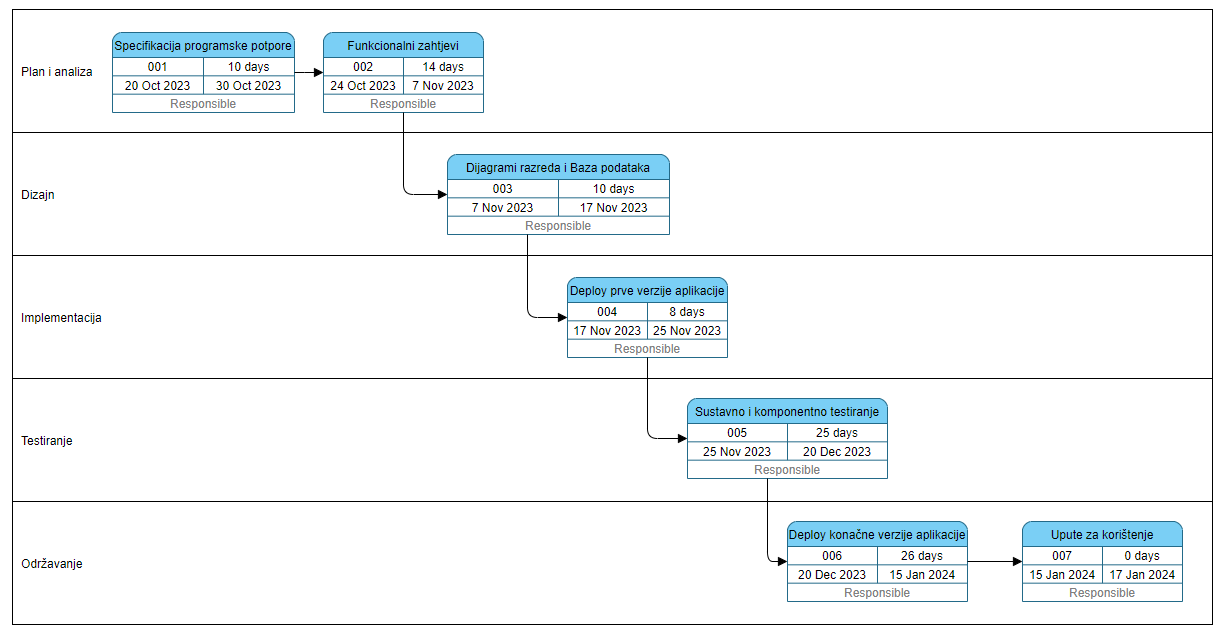 Plan i analiza
Specifikacija programske potpore
001 10 days
20 Oct 2023 30 Oct 2023
Responsible
Funkcionalni zahtjevi
002 14 days
24 Oct 2023 7 Nov 2023
Responsible
Dizajn
Dijagrami razreda i Baza podataka
003 10 days
7 Nov 2023 17 Nov 2023
Responsible
Implementacija
Deploy prve verzije aplikacije
004 8 days
17 Nov 2023 25 Nov 2023
Responsible
Testiranje
Sustavno i komponentno testiranje
005 25 days
25 Nov 2023 20 Dec 2023
Responsible
Održavanje
Deploy konačne verzije aplikacije
006 26 days
20 Dec 2023 15 Jan 2024
Responsible
Upute za korištenje
007 0 days
15 Jan 2024 17 Jan 2024
Responsible